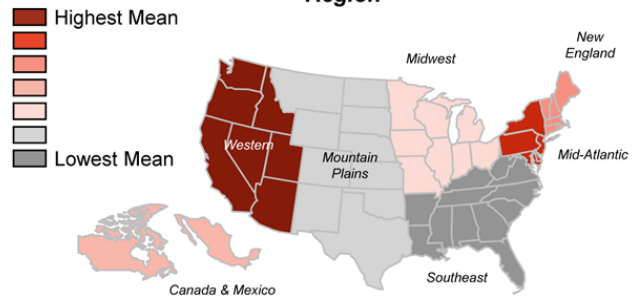 Region
Highest Mean
Lowest Mean
New
England
Midwest
Western
Mountain
Plains
Mid-Atlantic
Southeast
Canada & Mexico